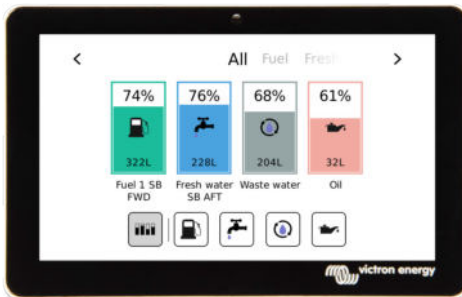 All Fuel Fresh
74% 76% 68% 61%
322L 228L 204L 32L
Fuel 1 SB Fresh water Waste water Oil
FWD SB AFT
victron energy